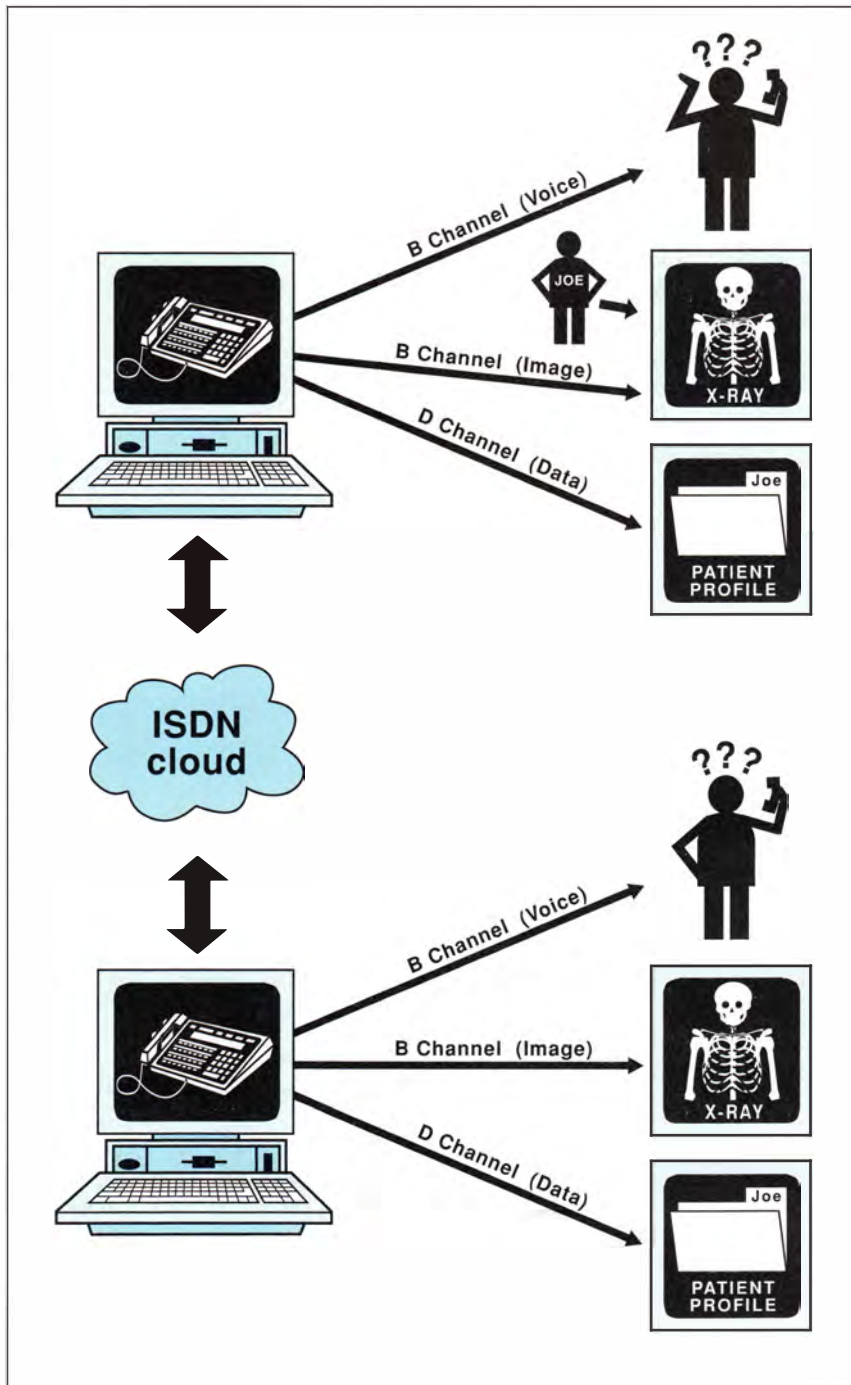 ???
B Channel (Voice)
JOE
B Channel (Image)
X-RAY
D Channel (Data)
Joe
PATIENT
PROFILE
ISDN
cloud
???
B Channel (Voice)
B Channel (Image)
X-RAY
D Channel (Data)
Joe
PATIENT
PROFILE